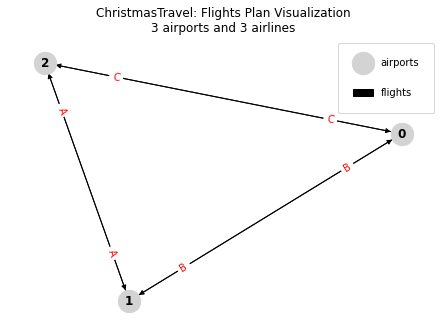 ChristmasTravel: Flights Plan Visualization
3 airports and 3 airlines
airports
flights
2
C
C
0
A
B
A
B
1